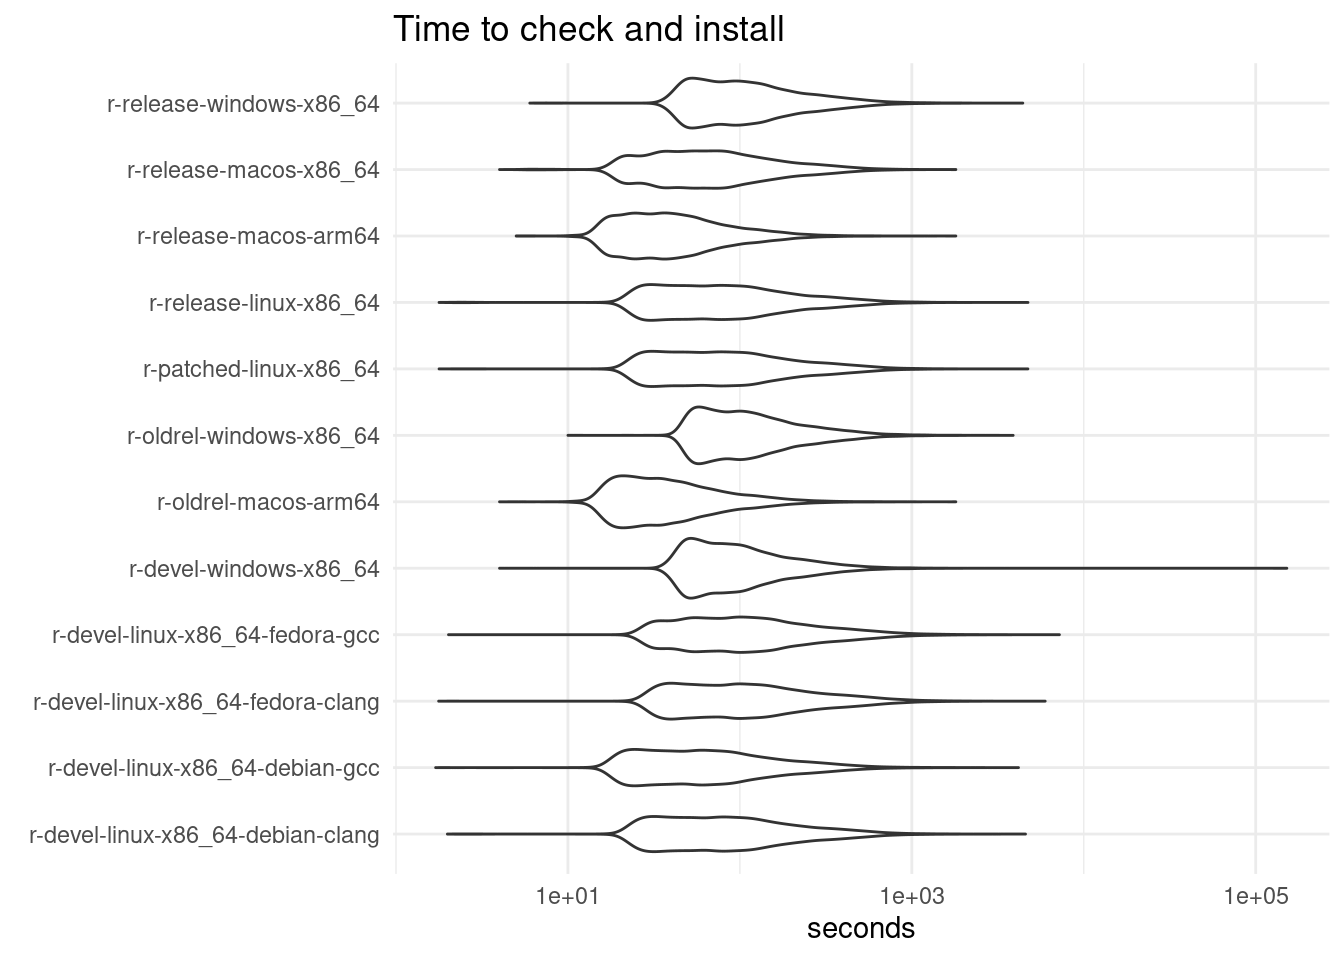 Time to check and install
r-release-windows-x86_64
r-release-macos-x86_64
r-release-macos-arm64
r-release-linux-x86_64
r-patched-linux-x86_64
r-oldrel-windows-x86_64
r-oldrel-macos-arm64
r-devel-windows-x86_64
r-devel-linux-x86_64-fedora-gcc
r-devel-linux-x86_64-fedora-clang
r-devel-linux-x86_64-debian-gcc
r-devel-linux-x86_64-debian-clang
1e+01 1e+03 1e+05
seconds